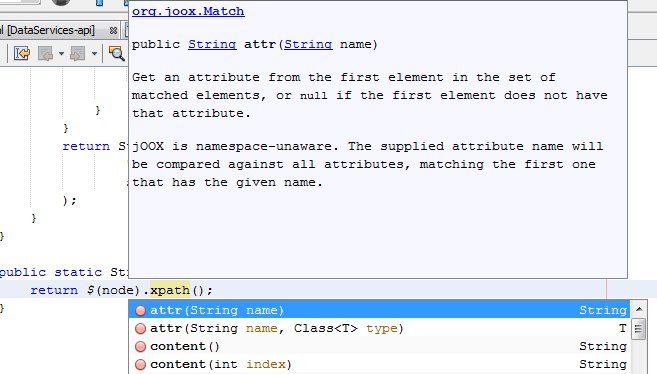 org.joox.Match
l [DataServices-api]
public String attr(String name)
Get an attribute from the first element in the set of
matched elements, or null if the first element does not have
that attribute.
}
}
return S
jOOX is namespace-unaware. The supplied attribute name will
be compared against all attributes, matching the first one
that has the given name.
);
}
}
public static St
return $(node).xpath();
}
attr(String name) String
attr(String name, Class<T> type) T
content() String
content(int index) String